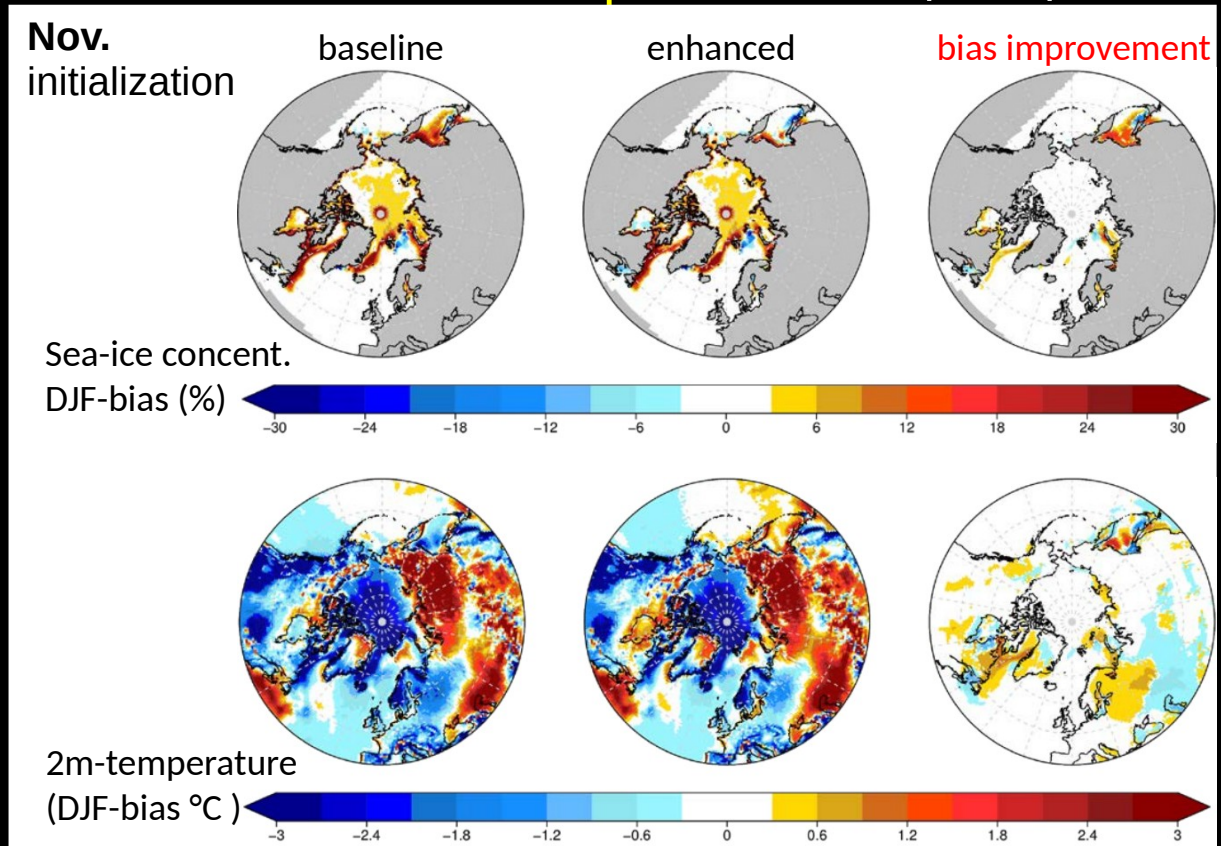 Nov.
initialization
baseline
enhanced
bias improvement
Sea-ice concent.
DJF-bias (%)
−30 −24 −18 −12 −6 0 6 12 18 24 30
2m-temperature
(DJF-bias °C )
−3 −2.4 −1.8 −1.2 −0.6 0 0.6 1.2 1.8 2.4 3